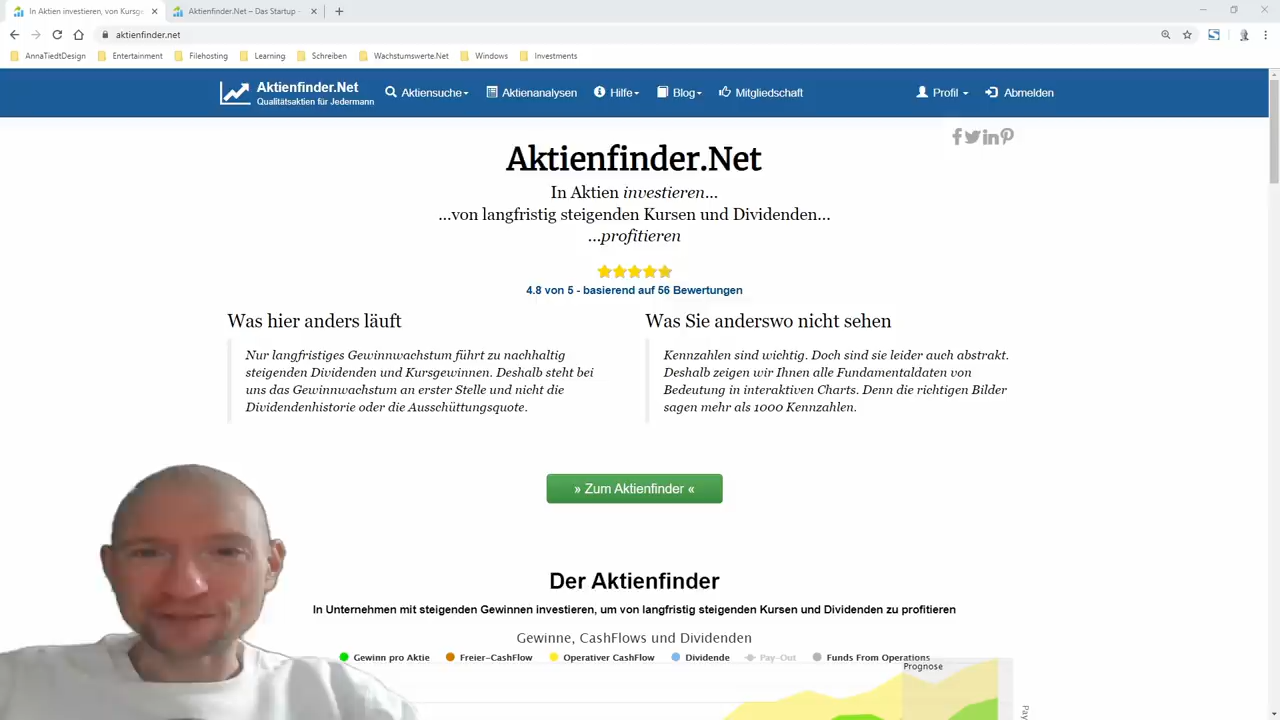 In Aktien investieren, von Kursge
Aktienfinder.Net – Das Startup -
aktienfinder.net
AnnaTiedtDesign
Entertainment
Filehosting
Learning
Schreiben
Wachstumswerte.Net
Windows
Investments
Aktienfinder.Net
Qualitätsaktien für Jedermann
Aktiensuche
Aktienanalysen
Hilfe
Blog
Mitgliedschaft
Profil
Abmelden
Aktienfinder.Net
In Aktien investieren...
...von langfristig steigenden Kursen und Dividenden...
...profitieren
4.8 von 5 - basierend auf 56 Bewertungen
Was hier anders läuft
Nur langfristiges Gewinnwachstum führt zu nachhaltig
steigenden Dividenden und Kursgewinnen. Deshalb steht bei
uns das Gewinnwachstum an erster Stelle und nicht die
Dividendenhistorie oder die Ausschüttungsquote.
Was Sie anderswo nicht sehen
Kennzahlen sind wichtig. Doch sind sie leider auch abstrakt.
Deshalb zeigen wir Ihnen alle Fundamentaldaten von
Bedeutung in interaktiven Charts. Denn die richtigen Bilder
sagen mehr als 1000 Kennzahlen.
» Zum Aktienfinder «
Der Aktienfinder
In Unternehmen mit steigenden Gewinnen investieren, um von langfristig steigenden Kursen und Dividenden zu profitieren
Gewinne, CashFlows und Dividenden
Gewinn pro Aktie
Freier-CashFlow
Operativer CashFlow
Dividende
Pay-Out
Funds From Operations
Prognose
Pay